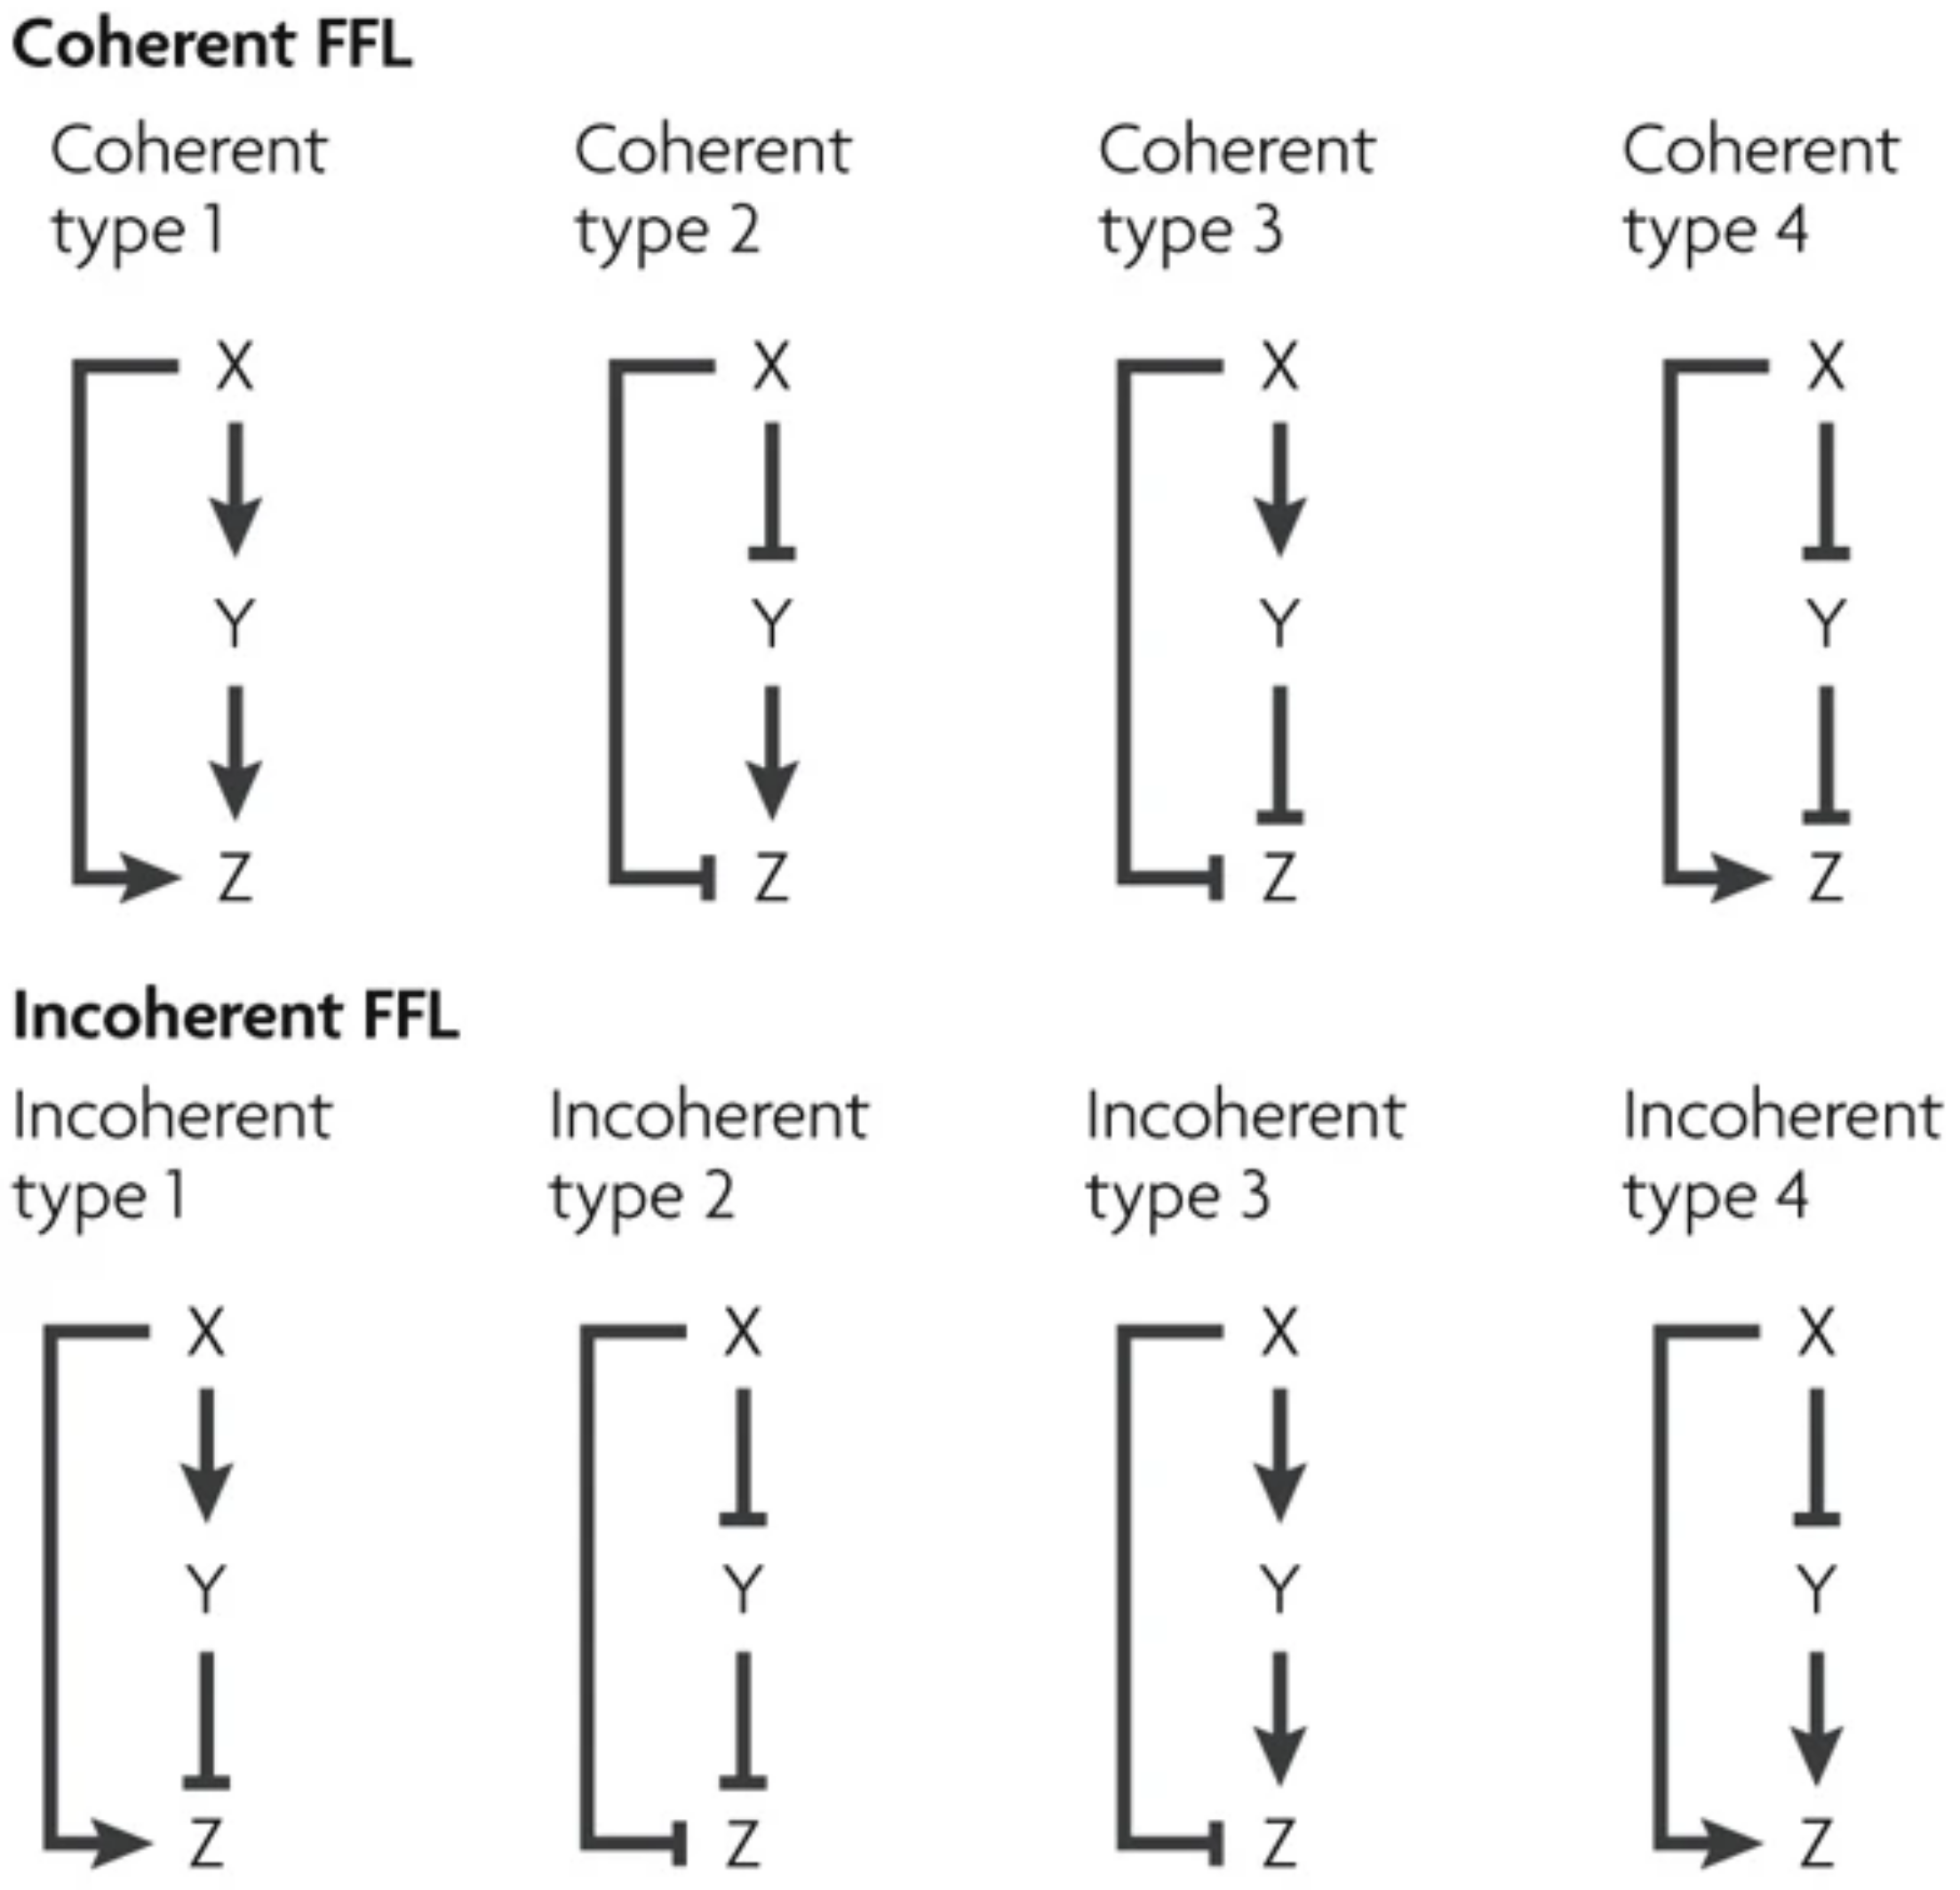 Coherent FFL
Coherent type 1
Coherent type 2
Coherent type 3
Coherent type 4
X X X X
Y Y Y Y
Z Z Z Z
Incoherent FFL
Incoherent type 1
Incoherent type 2
Incoherent type 3
Incoherent type 4
X X X X
Y Y Y Y
Z Z Z Z